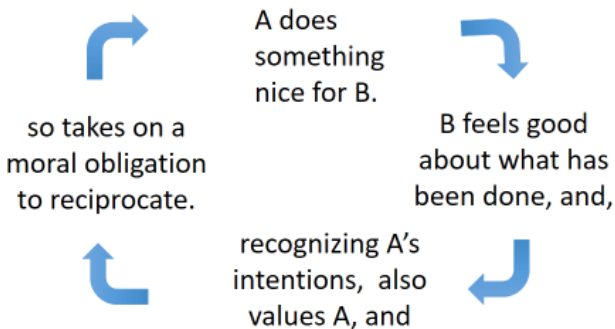 A does
something
nice for B.
B feels good
about what has
been done, and,
recognizing A’s
intentions,  also
values A, and
so takes on a
moral obligation
to reciprocate.